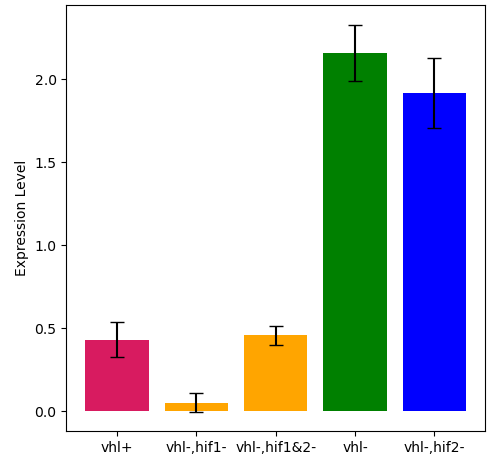 Expression Level
2.0
1.5
1.0
0.5
0.0
vhl+
vhl-,hif1-
vhl-,hif1&2-
vhl-
vhl-,hif2-